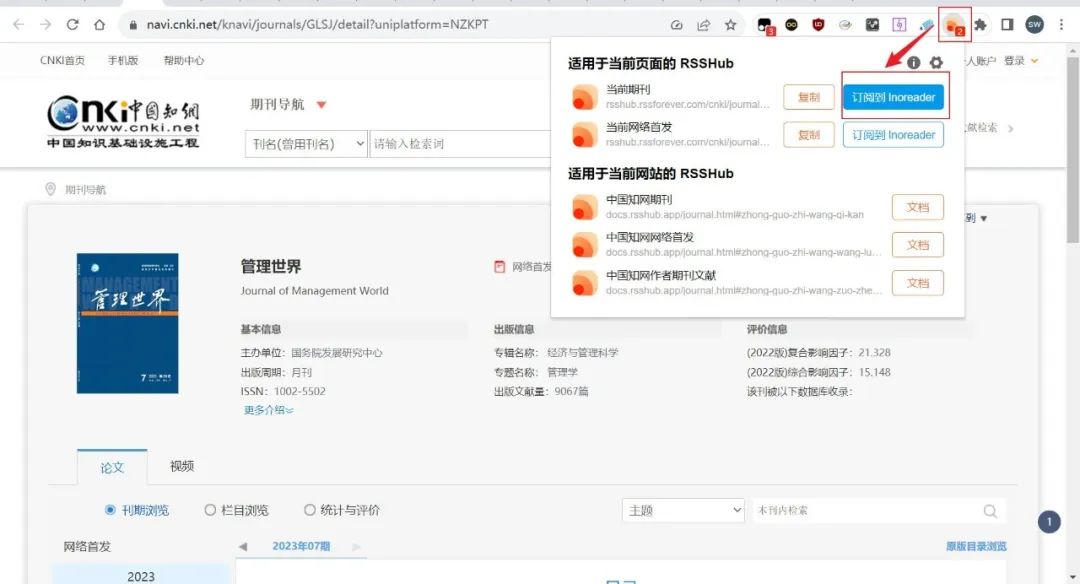 navi.cnki.net/knavi/journals/GLSJ/detail?uniplatform=NZKPT
3
2
SW
CNKI首页 手机版 帮助中心
人账户 登录
cnki中国知网
www.cnki.net
中国知识基础设施工程
期刊导航
刊名(曾用刊名) 请输入检索词
文献检索
适用于当前页面的 RSSHub
当前期刊
rsshub.rssforever.com/cnki/journal...
复制 订阅到 Inoreader
当前网络首发
rsshub.rssforever.com/cnki/journal...
复制 订阅到 Inoreader
适用于当前网站的 RSSHub
中国知网期刊
docs.rsshub.app/journal.html#zhong-guo-zhi-wang-qi-kan
文档
中国知网网络首发
docs.rsshub.app/journal.html#zhong-guo-zhi-wang-wang-lu...
文档
中国知网作者期刊文献
docs.rsshub.app/journal.html#zhong-guo-zhi-wang-zuo-zhe...
文档
期刊导航
到
管理世界
MANAGEMENT
WORLD
7
管理世界
网络首发
Journal of Management World
基本信息
主办单位：国务院发展研究中心
出版周期：月刊
ISSN：1002-5502
更多介绍
出版信息
专辑名称：经济与管理科学
专题名称：管理学
出版文献量：9067篇
评价信息
(2022版)复合影响因子：21.328
(2022版)综合影响因子：15.148
该刊被以下数据库收录：
论文 视频
刊期浏览 栏目浏览 统计与评价
主题 本刊内检索
1
网络首发
2023年07期
原版目录浏览
2023